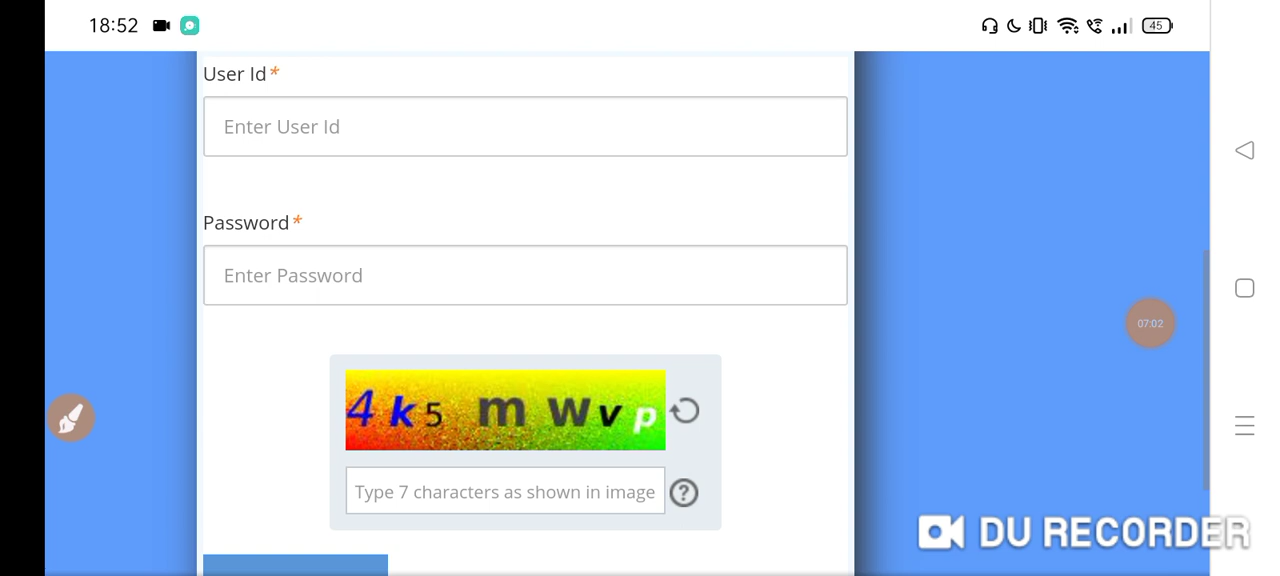 18:52
45
User Id*
Enter User Id
Password*
Enter Password
07:02
4k5 mwvp
Type 7 characters as shown in image
?
DU RECORDER